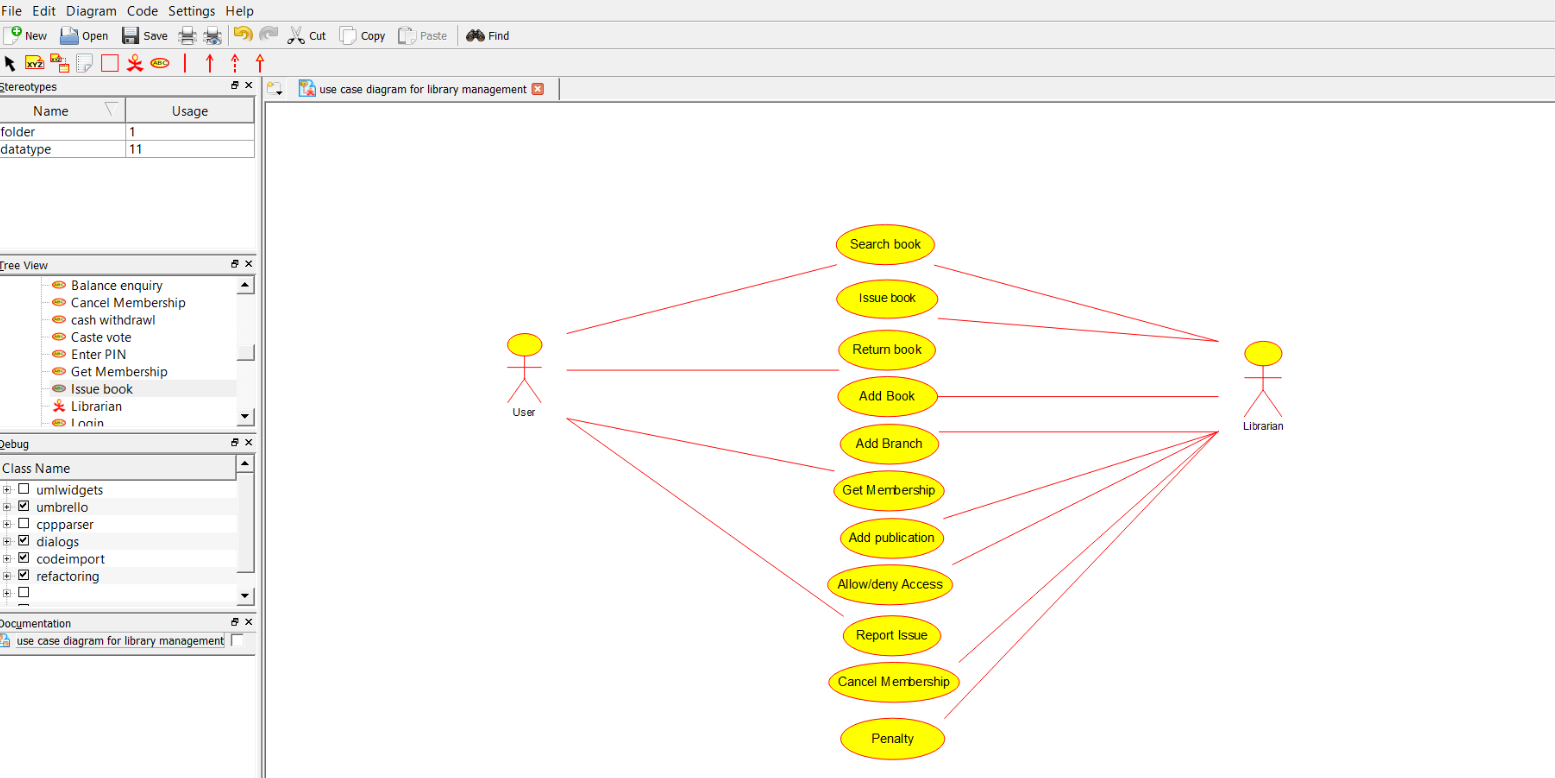 File Edit Diagram Code Settings Help
New Open Save Cut Copy Paste Find
XYZ ABC
Stereotypes
use case diagram for library management
Name Usage
folder 1
datatype 11
Tree View
Balance enquiry
Cancel Membership
cash withdrawl
Caste vote
Enter PIN
Get Membership
Issue book
Librarian
Login
Debug
Class Name
umlwidgets
umbrello
cppparser
dialogs
codeimport
refactoring
Documentation
use case diagram for library management
Search book
Issue book
Return book
Add Book
Add Branch
Get Membership
Add publication
Allow/deny Access
Report Issue
Cancel Membership
Penalty
User
Librarian